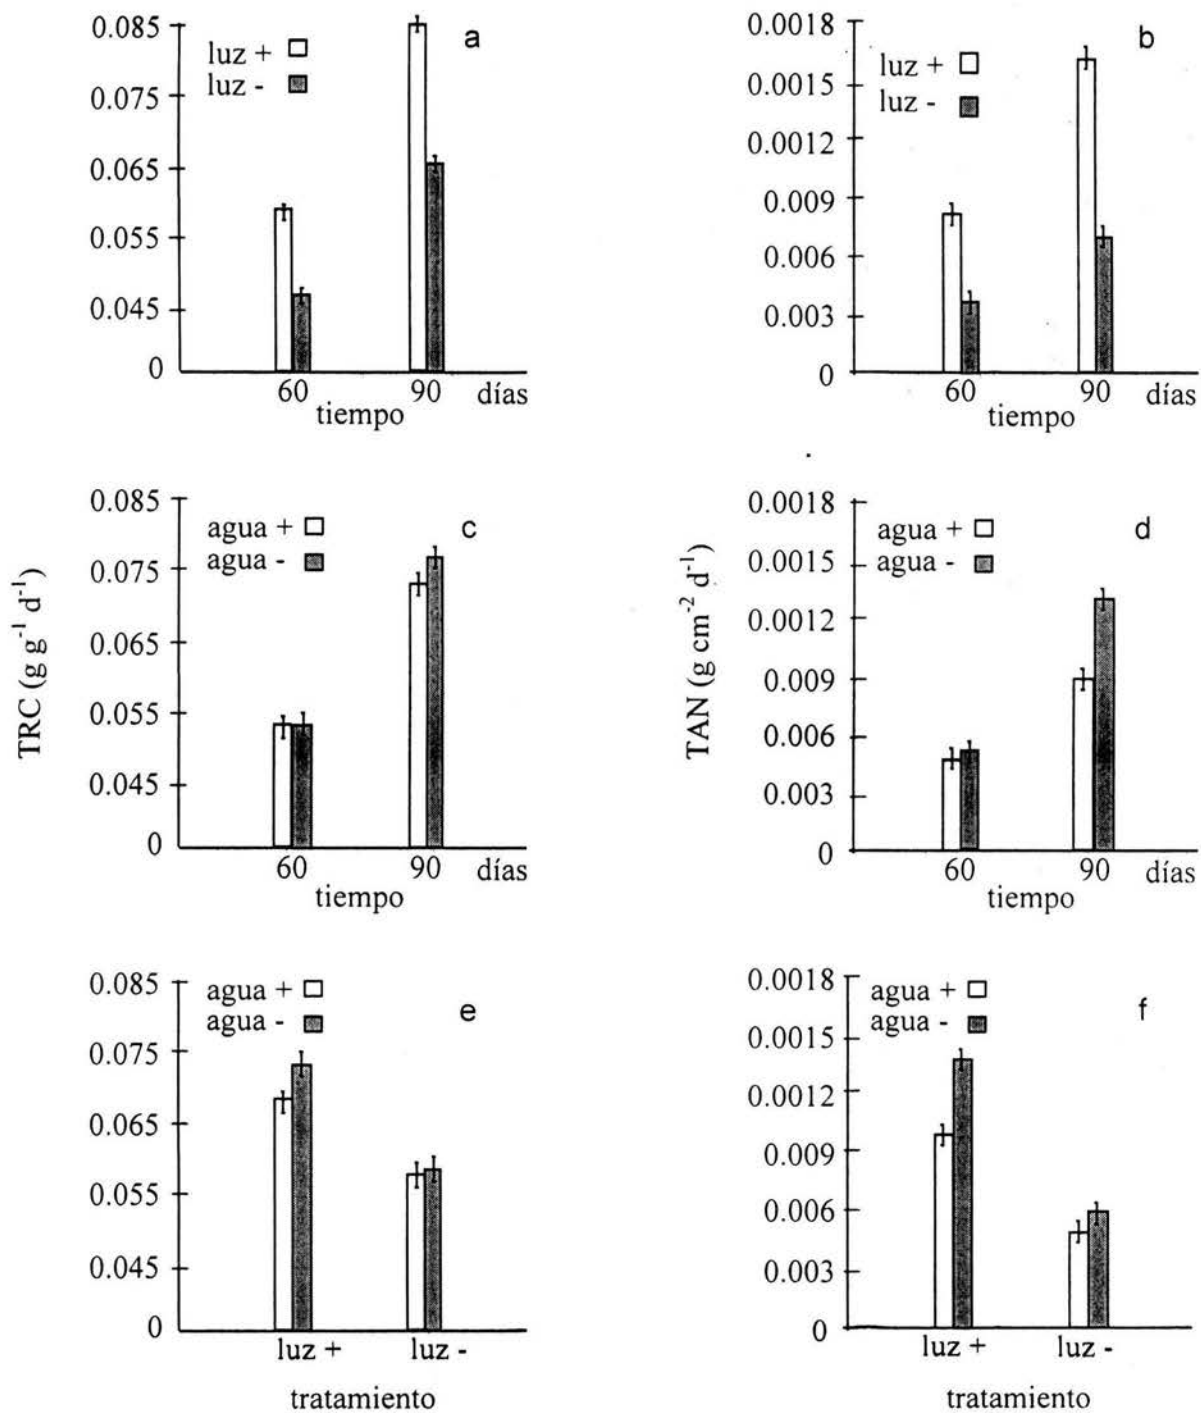 0.085
0.075
0.065
0.055
0.045
0
luz +
luz -
a
60
90
días
tiempo
0.0018
0.0015
0.0012
0.009
0.006
0.003
0
luz +
luz -
b
60
90
días
tiempo
TRC (g g⁻¹ d⁻¹)
0.085
0.075
0.065
0.055
0.045
0
agua +
agua -
c
60
90
días
tiempo
TAN (g cm⁻² d⁻¹)
0.0018
0.0015
0.0012
0.009
0.006
0.003
0
agua +
agua -
d
60
90
días
tiempo
0.085
0.075
0.065
0.055
0.045
0
agua +
agua -
e
luz +
luz -
tratamiento
0.0018
0.0015
0.0012
0.009
0.006
0.003
0
agua +
agua -
f
luz +
luz -
tratamiento